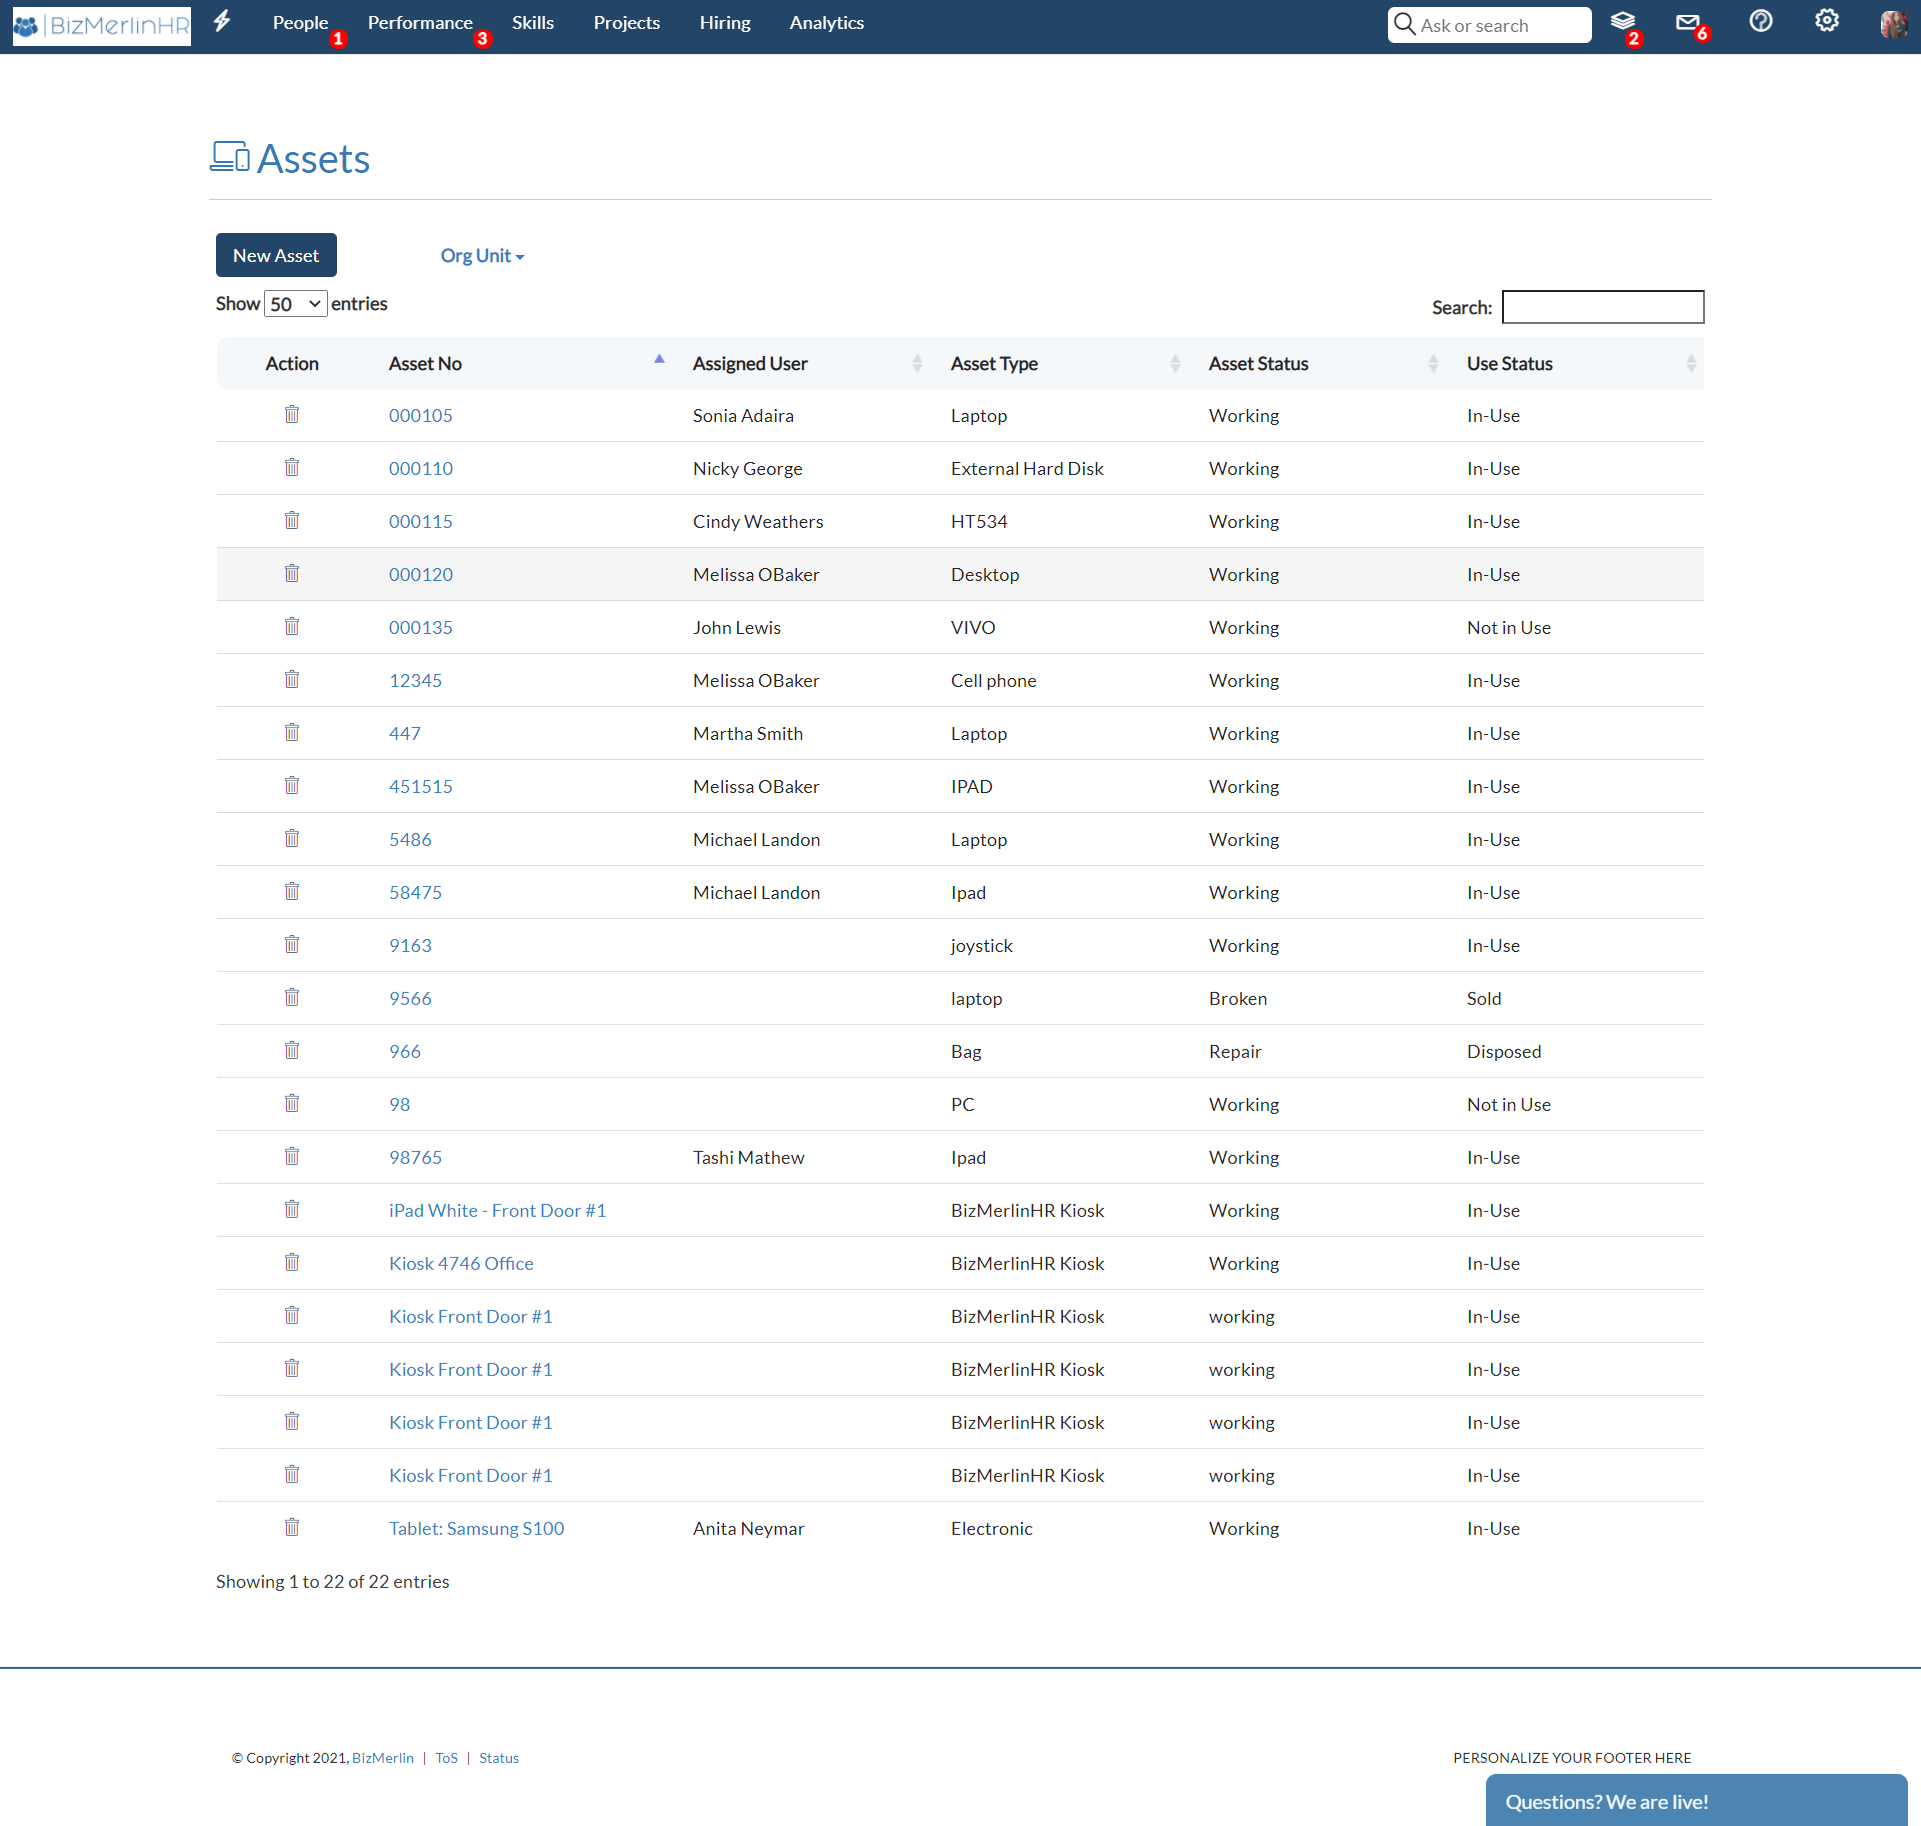 BizMerlinHR People 1 Performance 3 Skills Projects Hiring Analytics Ask or search 2 6
Assets
New Asset Org Unit
Show 50 entries Search:
Action Asset No Assigned User Asset Type Asset Status Use Status
000105 Sonia Adaira Laptop Working In-Use
000110 Nicky George External Hard Disk Working In-Use
000115 Cindy Weathers HT534 Working In-Use
000120 Melissa OBaker Desktop Working In-Use
000135 John Lewis VIVO Working Not in Use
12345 Melissa OBaker Cell phone Working In-Use
447 Martha Smith Laptop Working In-Use
451515 Melissa OBaker IPAD Working In-Use
5486 Michael Landon Laptop Working In-Use
58475 Michael Landon Ipad Working In-Use
9163 joystick Working In-Use
9566 laptop Broken Sold
966 Bag Repair Disposed
98 PC Working Not in Use
98765 Tashi Mathew Ipad Working In-Use
iPad White - Front Door #1 BizMerlinHR Kiosk Working In-Use
Kiosk 4746 Office BizMerlinHR Kiosk Working In-Use
Kiosk Front Door #1 BizMerlinHR Kiosk working In-Use
Kiosk Front Door #1 BizMerlinHR Kiosk working In-Use
Kiosk Front Door #1 BizMerlinHR Kiosk working In-Use
Kiosk Front Door #1 BizMerlinHR Kiosk working In-Use
Tablet: Samsung S100 Anita Neymar Electronic Working In-Use
Showing 1 to 22 of 22 entries
© Copyright 2021, BizMerlin | ToS | Status PERSONALIZE YOUR FOOTER HERE
Questions? We are live!